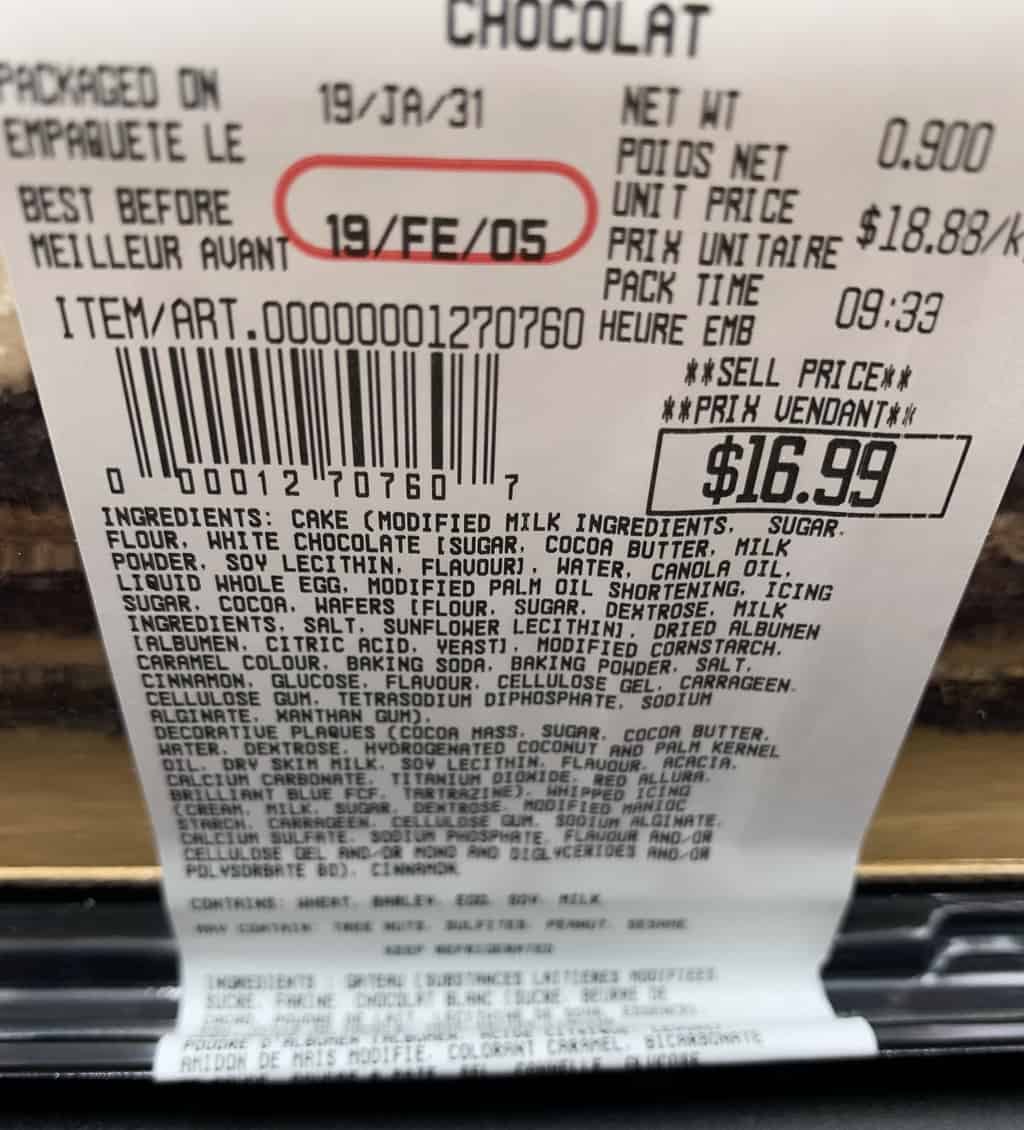 CHOCOLAT
PACKAGED ON
EMPAQUETE LE
19/JA/31
BEST BEFORE
MEILLEUR AVANT
19/FE/05
NET WT
POIDS NET
0.900
UNIT PRICE
PRIX UNITAIRE
$18.88/k
PACK TIME
HEURE EMB
09:33
ITEM/ART.00000001270760
**SELL PRICE**
**PRIX VENDANT**
$16.99
0 00012 70760 7
INGREDIENTS: CAKE (MODIFIED MILK INGREDIENTS, SUGAR,
FLOUR, WHITE CHOCOLATE [SUGAR, COCOA BUTTER, MILK
POWDER, SOY LECITHIN, FLAVOUR], WATER, CANOLA OIL,
LIQUID WHOLE EGG, MODIFIED PALM OIL SHORTENING, ICING
SUGAR, COCOA, WAFERS [FLOUR, SUGAR, DEXTROSE, MILK
INGREDIENTS, SALT, SUNFLOWER LECITHIN], DRIED ALBUMEN
[ALBUMEN, CITRIC ACID, YEAST], MODIFIED CORNSTARCH,
CARAMEL COLOUR, BAKING SODA, BAKING POWDER, SALT,
CINNAMON, GLUCOSE, FLAVOUR, CELLULOSE GEL, CARRAGEEN,
CELLULOSE GUM, TETRASODIUM DIPHOSPHATE, SODIUM
ALGINATE, XANTHAN GUM).
DECORATIVE PLAQUES (COCOA MASS, SUGAR, COCOA BUTTER,
WATER, DEXTROSE, HYDROGENATED COCONUT AND PALM KERNEL
OIL, DRY SKIM MILK, SOY LECITHIN, FLAVOUR, ACACIA,
CALCIUM CARBONATE, TITANIUM DIOXIDE, RED ALLURA,
BRILLIANT BLUE FCF, TARTRAZINE), WHIPPED ICING
(CREAM, MILK, SUGAR, DEXTROSE, MODIFIED MANIOC
STARCH, CARRAGEEN, CELLULOSE GUM, SODIUM ALGINATE,
CALCIUM SULFATE, SODIUM PHOSPHATE, FLAVOUR AND/OR
CELLULOSE GEL AND/OR MONO AND DIGLYCERIDES AND/OR
POLYSORBATE 80), CINNAMON
CONTAINS: WHEAT, BARLEY, EGG, SOY, MILK
MAY CONTAIN: TREE NUTS, SULFITES, PEANUT, SESAME
KEEP REFRIGERATED
INGREDIENTS : GATEAU (SUBSTANCES LAITIERES MODIFIEES
SUCRE, FARINE, CHOCOLAT BLANC [SUCRE, BEURRE DE
CACAO, POUDRE DE LAIT, LECITHINE DE SOYA,
POUDRE D'ALBUMEN
AMIDON DE MAIS MODIFIE, COLORANT CARAMEL, BICARBONATE